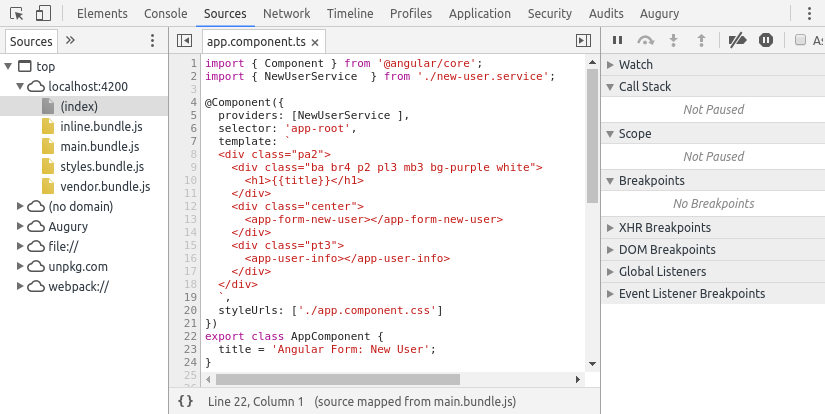 Elements Console Sources Network Timeline Profiles Application Security Audits Augury
Sources »
top
localhost:4200
(index)
inline.bundle.js
main.bundle.js
styles.bundle.js
vendor.bundle.js
(no domain)
Augury
file://
unpkg.com
webpack://
app.component.ts ×
1 import { Component } from '@angular/core';
2 import { NewUserService  } from './new-user.service';
3
4 @Component({
5   providers: [NewUserService ],
6   selector: 'app-root',
7   template: `
8   <div class="pa2">
9     <div class="ba br4 p2 pl3 mb3 bg-purple white">
10       <h1>{{title}}</h1>
11     </div>
12     <div class="center">
13       <app-form-new-user></app-form-new-user>
14     </div>
15     <div class="pt3">
16       <app-user-info></app-user-info>
17     </div>
18   </div>
19   `,
20   styleUrls: ['./app.component.css']
21 })
22 export class AppComponent {
23   title = 'Angular Form: New User';
24 }
25
{} Line 22, Column 1 (source mapped from main.bundle.js)
Watch
Call Stack
Not Paused
Scope
Not Paused
Breakpoints
No Breakpoints
XHR Breakpoints
DOM Breakpoints
Global Listeners
Event Listener Breakpoints